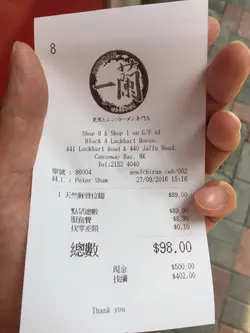 8
一蘭
天然とんこつラーメン専門店
Shop H & Shop I on G/F of
Block A Lockhart House,
441 Lockhart Road & 440 Jaffe Road,
Causeway Bay, HK
Tel:2152 4040
單號 : 86004
員工 : Peter Sham
27/09/2016 15:18
1 天然豚骨拉麵 $89.00
點記總數 $89.00
服務費 $8.90
找零差額 $0.10
總數 $98.00
現金 $500.00
找續 $402.00
Thank you